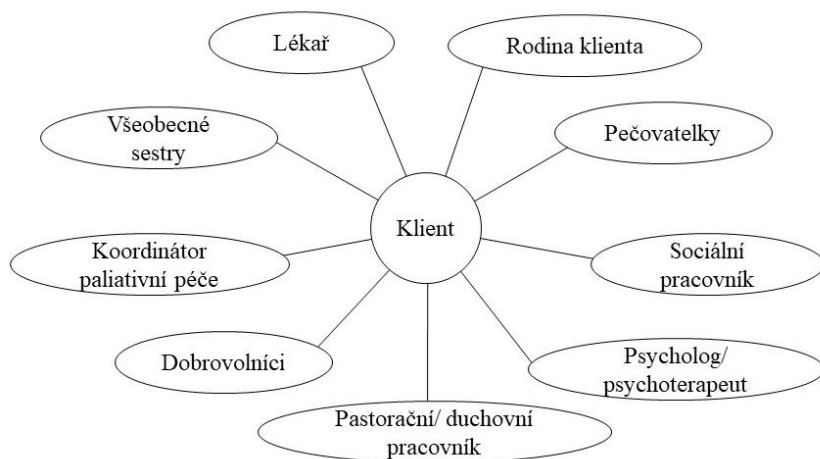 Lékař
Rodina klienta
Všeobecné
sestry
Pečovatelky
Klient
Koordinátor
paliativní péče
Sociální
pracovník
Dobrovolníci
Psycholog/
psychoterapeut
Pastorační/ duchovní
pracovník